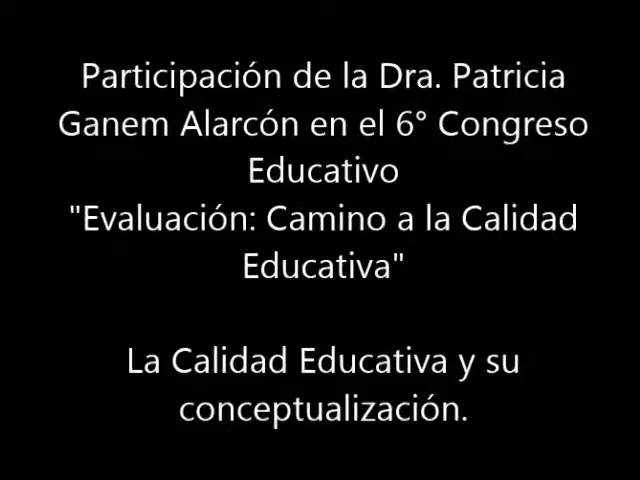 Participación de la Dra. Patricia
Ganem Alarcón en el 6° Congreso
Educativo
"Evaluación: Camino a la Calidad
Educativa"
La Calidad Educativa y su
conceptualización.